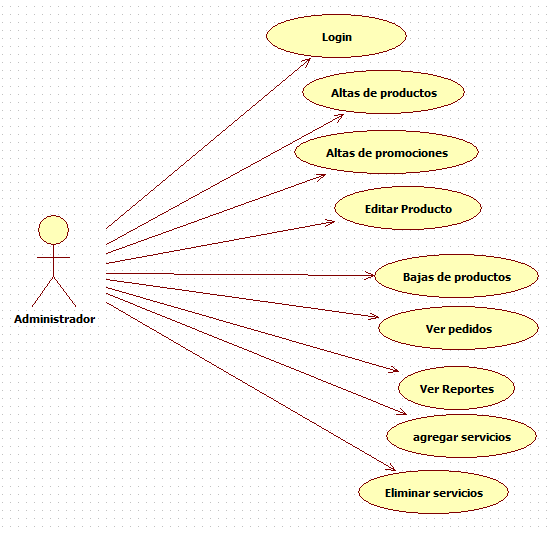 Login
Altas de productos
Altas de promociones
Editar Producto
Bajas de productos
Administrador
Ver pedidos
Ver Reportes
agregar servicios
Eliminar servicios